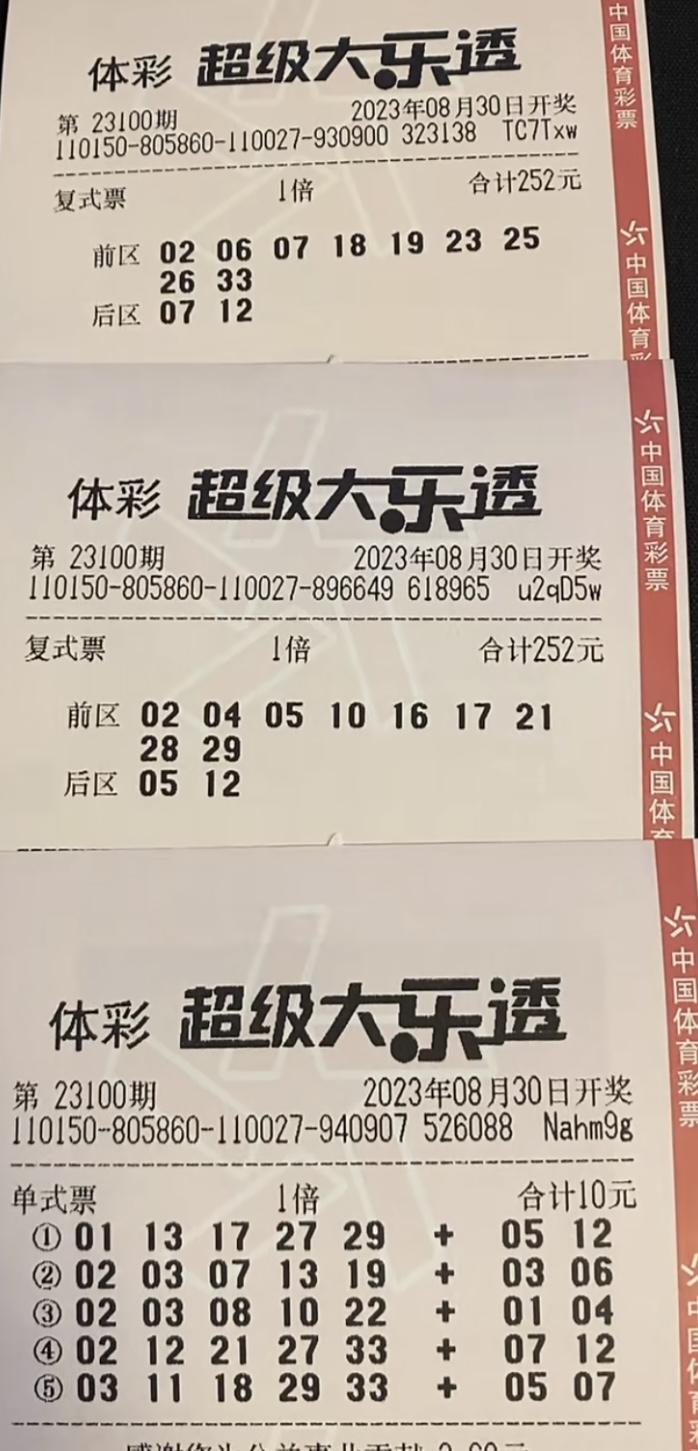 体彩 超级大乐透
第 23100期 2023年08月30日开奖
110150-805860-110027-930900 323138 TC7Txw
复式票 1倍 合计252元
前区 02 06 07 18 19 23 25
26 33
后区 07 12
中国体育彩票
中国体育彩
体彩 超级大乐透
第 23100期 2023年08月30日开奖
110150-805860-110027-896649 618965 u2qD5w
复式票 1倍 合计252元
前区 02 04 05 10 16 17 21
28 29
后区 05 12
中国体育彩票
中国体育
体彩 超级大乐透
第 23100期 2023年08月30日开奖
110150-805860-110027-940907 526088 Nahm9g
单式票 1倍 合计10元
① 01 13 17 27 29 + 05 12
② 02 03 07 13 19 + 03 06
③ 02 03 08 10 22 + 01 04
④ 02 12 21 27 33 + 07 12
⑤ 03 11 18 29 33 + 05 07
中国体育彩票
中国体育